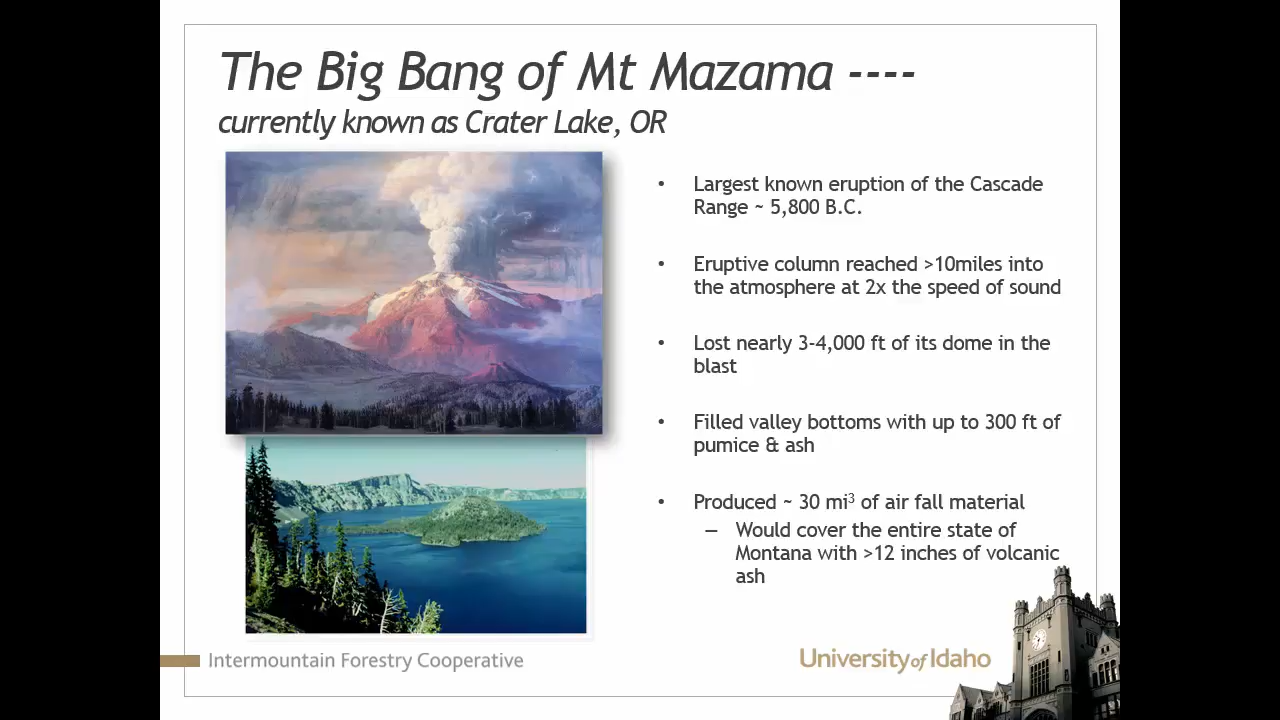 The Big Bang of Mt Mazama ----
currently known as Crater Lake, OR
• Largest known eruption of the Cascade
Range ~ 5,800 B.C.
• Eruptive column reached >10miles into
the atmosphere at 2x the speed of sound
• Lost nearly 3-4,000 ft of its dome in the
blast
• Filled valley bottoms with up to 300 ft of
pumice & ash
• Produced ~ 30 mi³ of air fall material
– Would cover the entire state of
Montana with >12 inches of volcanic
ash
Intermountain Forestry Cooperative
University of Idaho